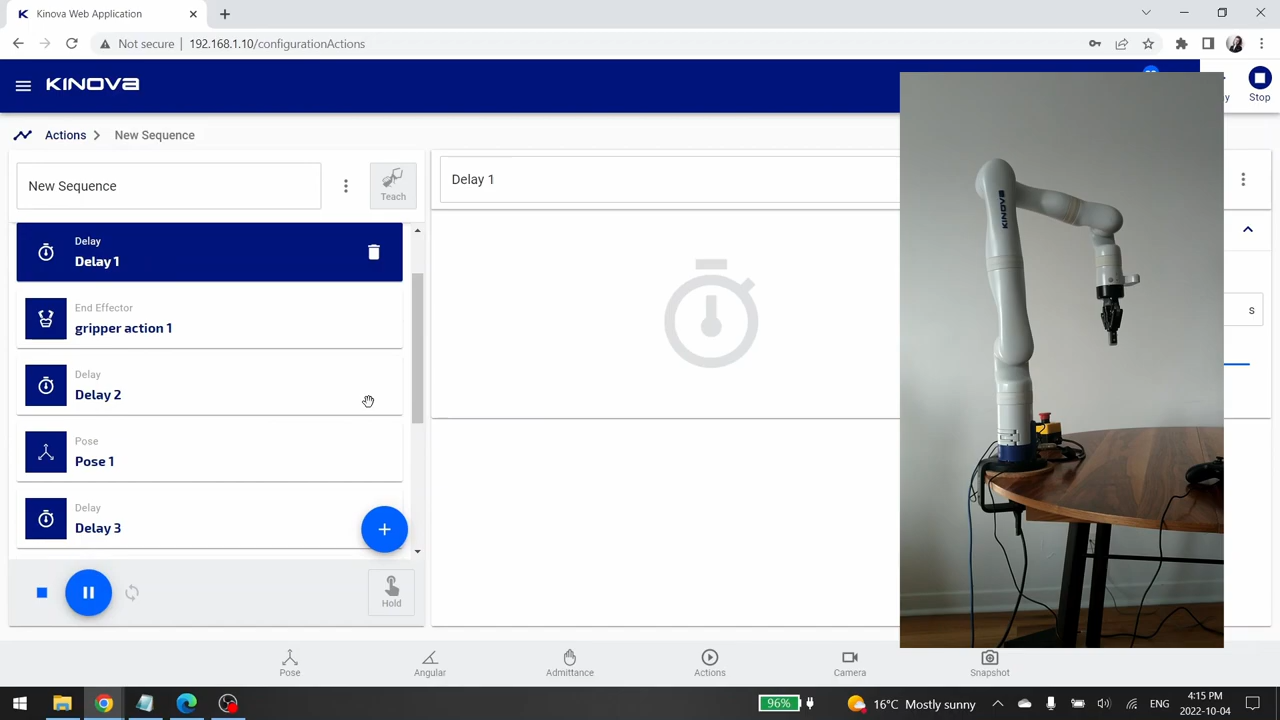 Kinova Web Application
Not secure
192.168.1.10/configurationActions
KINOVA
Stop
Actions
New Sequence
New Sequence
Teach
Delay 1
Delay
Delay 1
End Effector
gripper action 1
Delay
Delay 2
Pose
Pose 1
Delay
Delay 3
s
Hold
KINOVA
Pose
Angular
Admittance
Actions
Camera
Snapshot
96%
16°C Mostly sunny
ENG
4:15 PM
2022-10-04